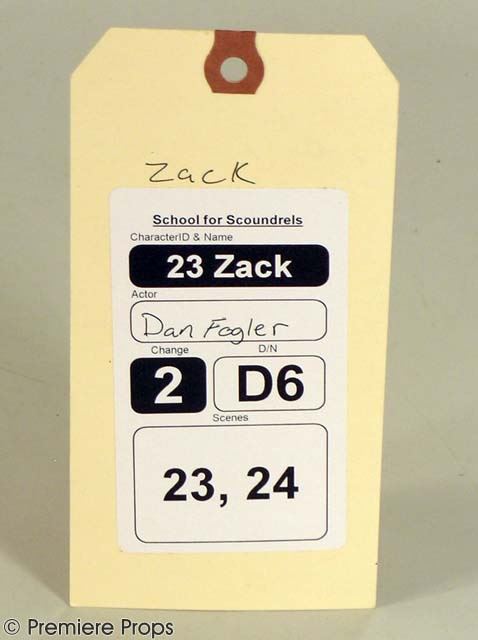 Zack
School for Scoundrels
CharacterID & Name
23 Zack
Actor
Dan Fogler
Change
D/N
2
D6
Scenes
23, 24
© Premiere Props